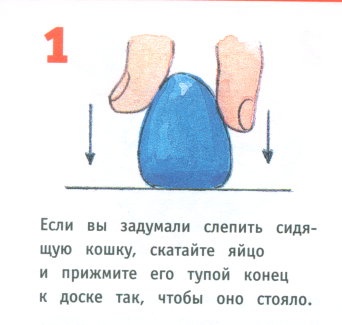 1
Если вы задумали слепить сидя-
щую кошку, скатайте яйцо
и прижмите его тупой конец
к доске так, чтобы оно стояло.